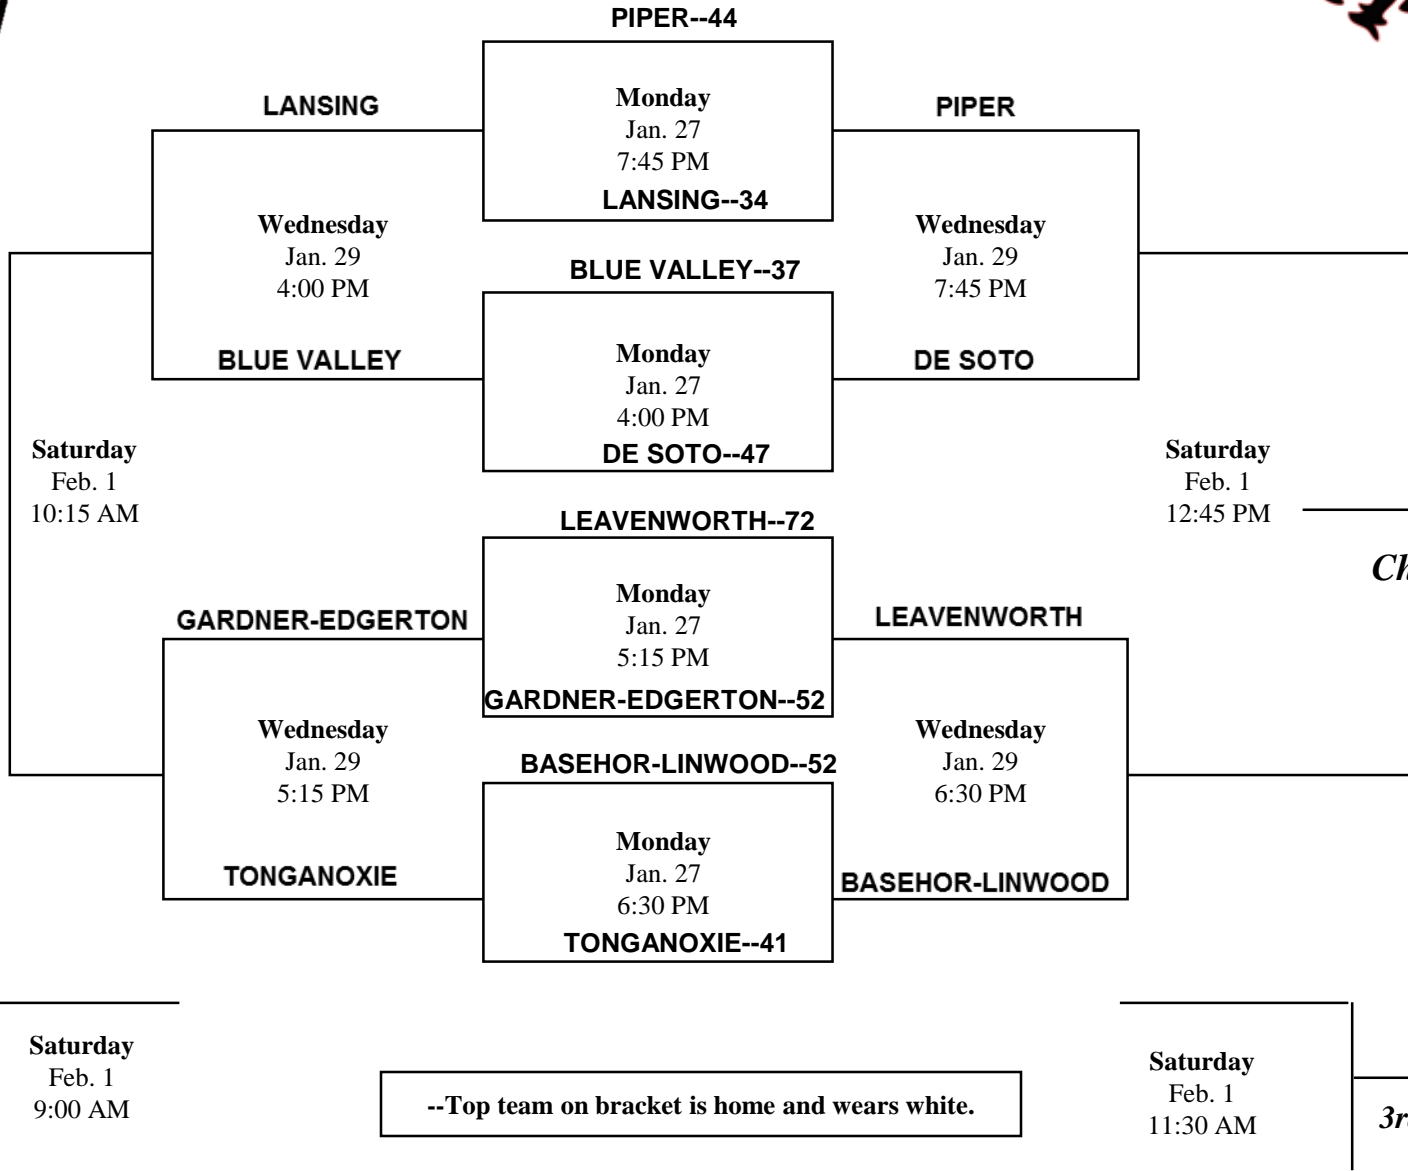 PIPER--44
LANSING
Monday
Jan. 27
7:45 PM
PIPER
LANSING--34
Wednesday
Jan. 29
4:00 PM
Wednesday
Jan. 29
7:45 PM
BLUE VALLEY--37
BLUE VALLEY
Monday
Jan. 27
4:00 PM
DE SOTO
DE SOTO--47
Saturday
Feb. 1
10:15 AM
Saturday
Feb. 1
12:45 PM
LEAVENWORTH--72
GARDNER-EDGERTON
Monday
Jan. 27
5:15 PM
LEAVENWORTH
GARDNER-EDGERTON--52
Wednesday
Jan. 29
5:15 PM
Wednesday
Jan. 29
6:30 PM
BASEHOR-LINWOOD--52
TONGANOXIE
Monday
Jan. 27
6:30 PM
BASEHOR-LINWOOD
TONGANOXIE--41
Saturday
Feb. 1
9:00 AM
--Top team on bracket is home and wears white.
Saturday
Feb. 1
11:30 AM